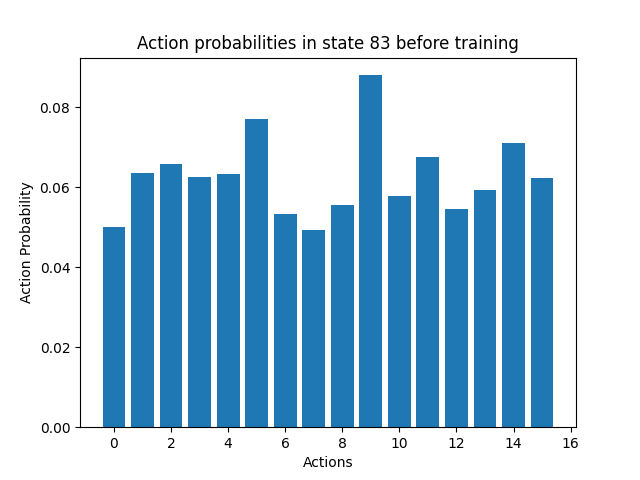 Action probabilities in state 83 before training
Action Probability
0.08
0.06
0.04
0.02
0.00
0 2 4 6 8 10 12 14 16
Actions